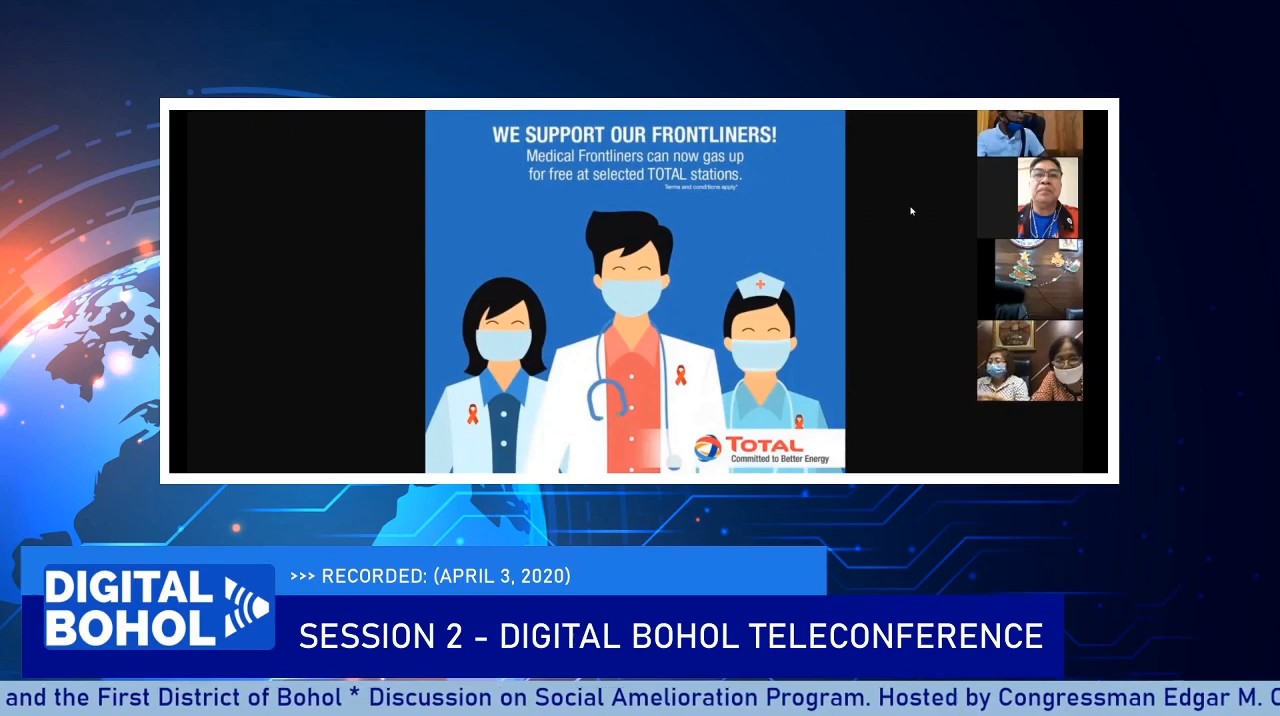 WE SUPPORT OUR FRONTLINERS!
Medical Frontliners can now gas up
for free at selected TOTAL stations.
Terms and conditions apply*
TOTAL
Committed to Better Energy
DIGITAL
BOHOL
>>> RECORDED: (APRIL 3, 2020)
SESSION 2 - DIGITAL BOHOL TELECONFERENCE
and the First District of Bohol * Discussion on Social Amelioration Program. Hosted by Congressman Edgar M.